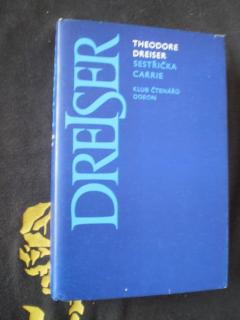 THEODORE
DREISER
SESTŘIČKA
CARRIE
KLUB ČTENÁŘŮ
ODEON
DREISER